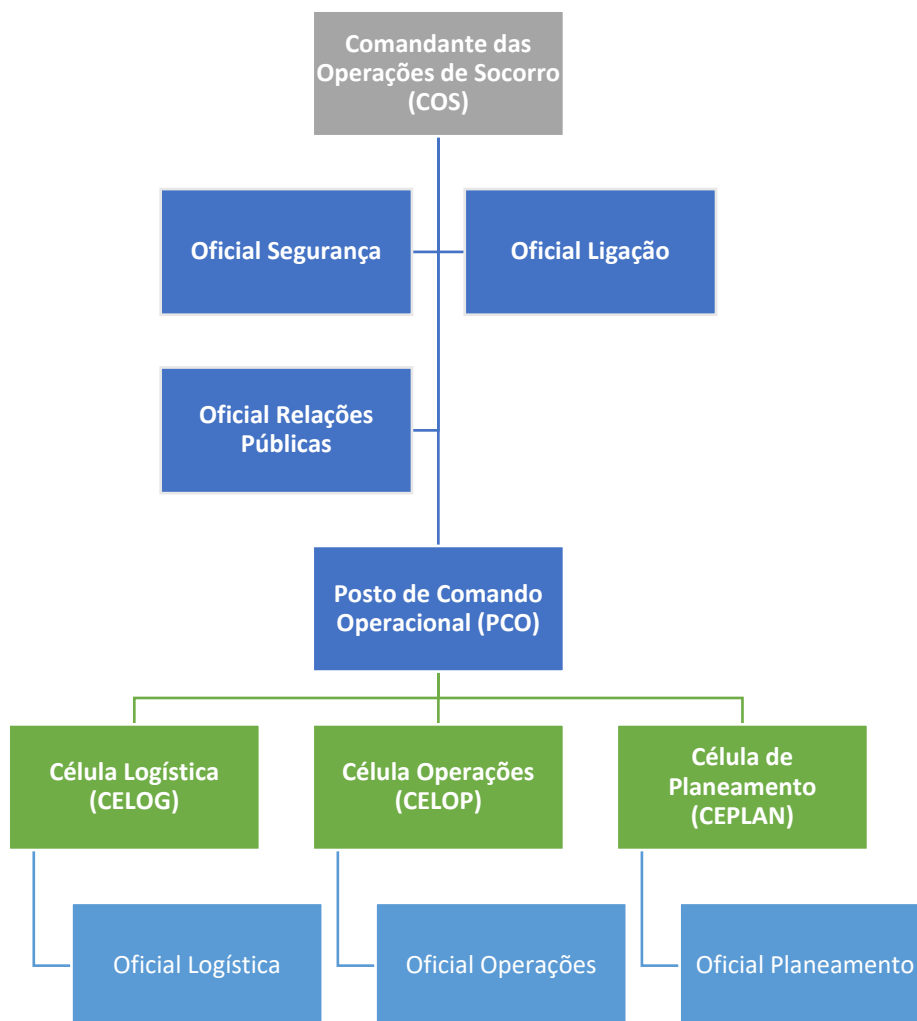 Comandante das
Operações de Socorro
(COS)
Oficial Segurança
Oficial Ligação
Oficial Relações
Públicas
Posto de Comando
Operacional (PCO)
Célula Logística
(CELOG)
Célula Operações
(CELOP)
Célula de
Planeamento
(CEPLAN)
Oficial Logística
Oficial Operações
Oficial Planeamento